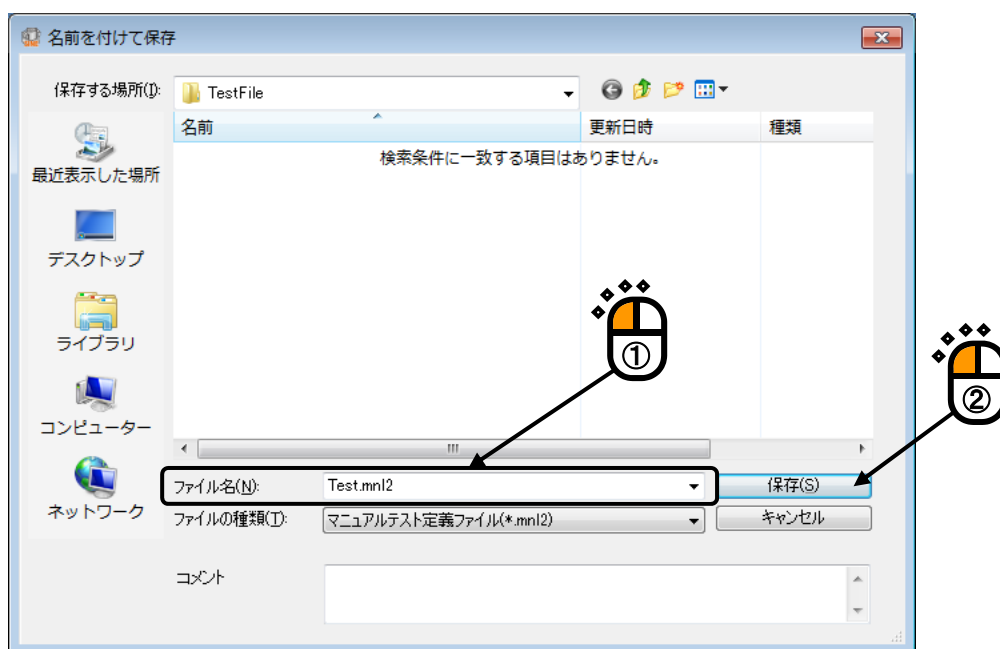 名前を付けて保存
保存する場所(I):
TestFile
名前
更新日時
種類
検索条件に一致する項目はありません。
最近表示した場所
デスクトップ
ライブラリ
コンピューター
ネットワーク
①
②
ファイル名(N):
Test.mnl2
保存(S)
ファイルの種類(T):
マニュアルテスト定義ファイル(*.mnl2)
キャンセル
コメント